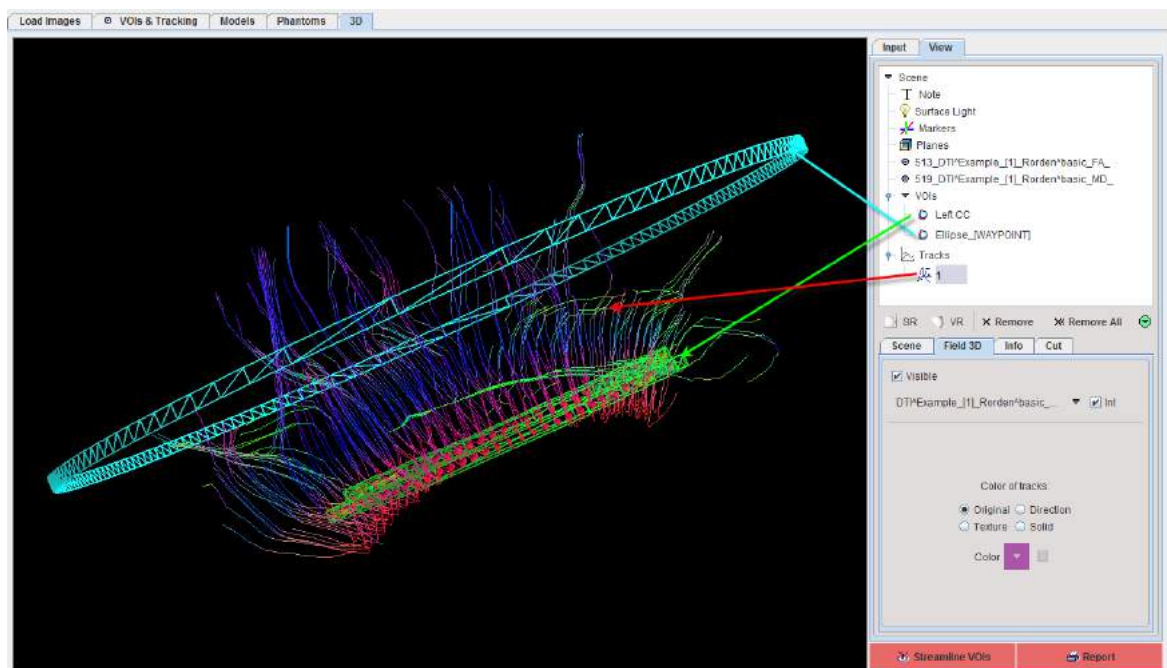 Load Images VOIs & Tracking Models Phantoms 3D
Input View
Scene
Note
Surface Light
Markers
Planes
513_DTI^Example_[1]_Rorden^basic_FA_
519_DTI^Example_[1]_Rorden^basic_MD_
VOIs
Left CC
Ellipse_[WAYPOINT]
Tracks
1
SR VR Remove Remove All
Scene Field 3D Info Cut
Visible
DTI^Example_[1]_Rorden^basic_... Int
Color of tracks:
Original Direction
Texture Solid
Color
Streamline VOIs Report